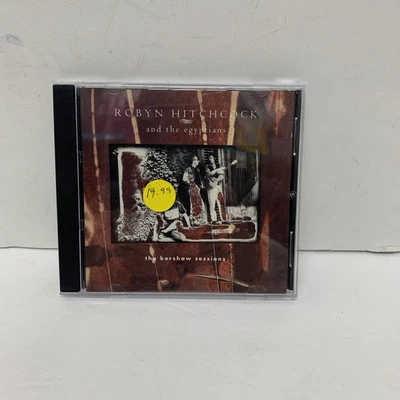 ROBYN HITCHCOCK
and the egyptians
19.99
the kershaw sessions